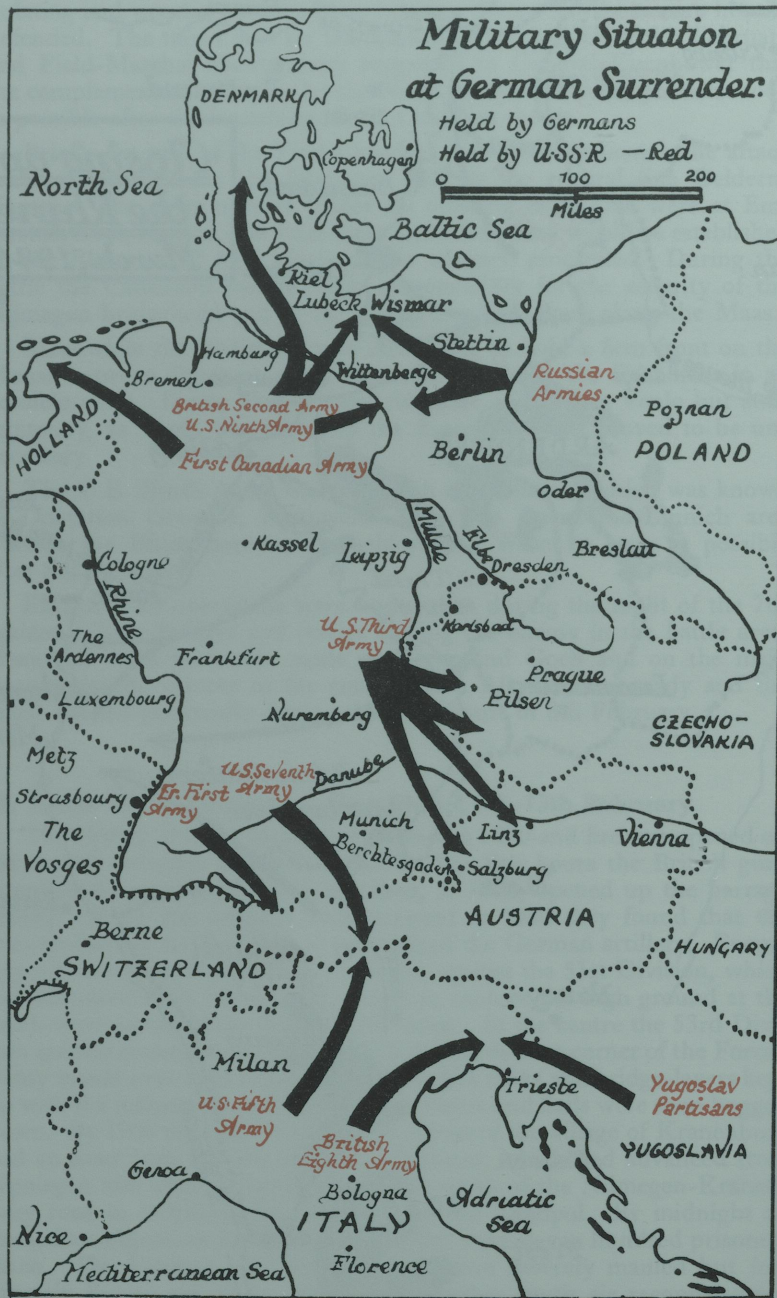 Military Situation
at German Surrender.
Held by Germans
Held by U·S·S·R — Red
0 100 200
Miles
DENMARK
Copenhagen
North Sea
Baltic Sea
Kiel
Lubeck Wismar
Hamburg
Stettin
Wittenberge
Bremen
Russian
Armies
British Second Army
U.S. Ninth Army
Poznan
HOLLAND
First Canadian Army
Berlin
POLAND
Oder
Kassel
Leipzig
Mulde
Elbe
Breslau
Cologne
Dresden
Rhine
Karlsbad
U.S. Third
Army
The
Ardennes
Frankfurt
Prague
Luxembourg
Nuremberg
Pilsen
CZECHO-
SLOVAKIA
Metz
U.S. Seventh
Army
Danube
Fr. First
Army
Strasbourg
The
Vosges
Munich
Linz
Vienna
Berchtesgaden
Salzburg
AUSTRIA
Berne
HUNGARY
SWITZERLAND
Milan
Trieste
Yugoslav
Partisans
U·S· Fifth
Army
British
Eighth Army
YUGOSLAVIA
Genoa
Bologna
Adriatic
Sea
ITALY
Nice
Florence
Mediterranean Sea